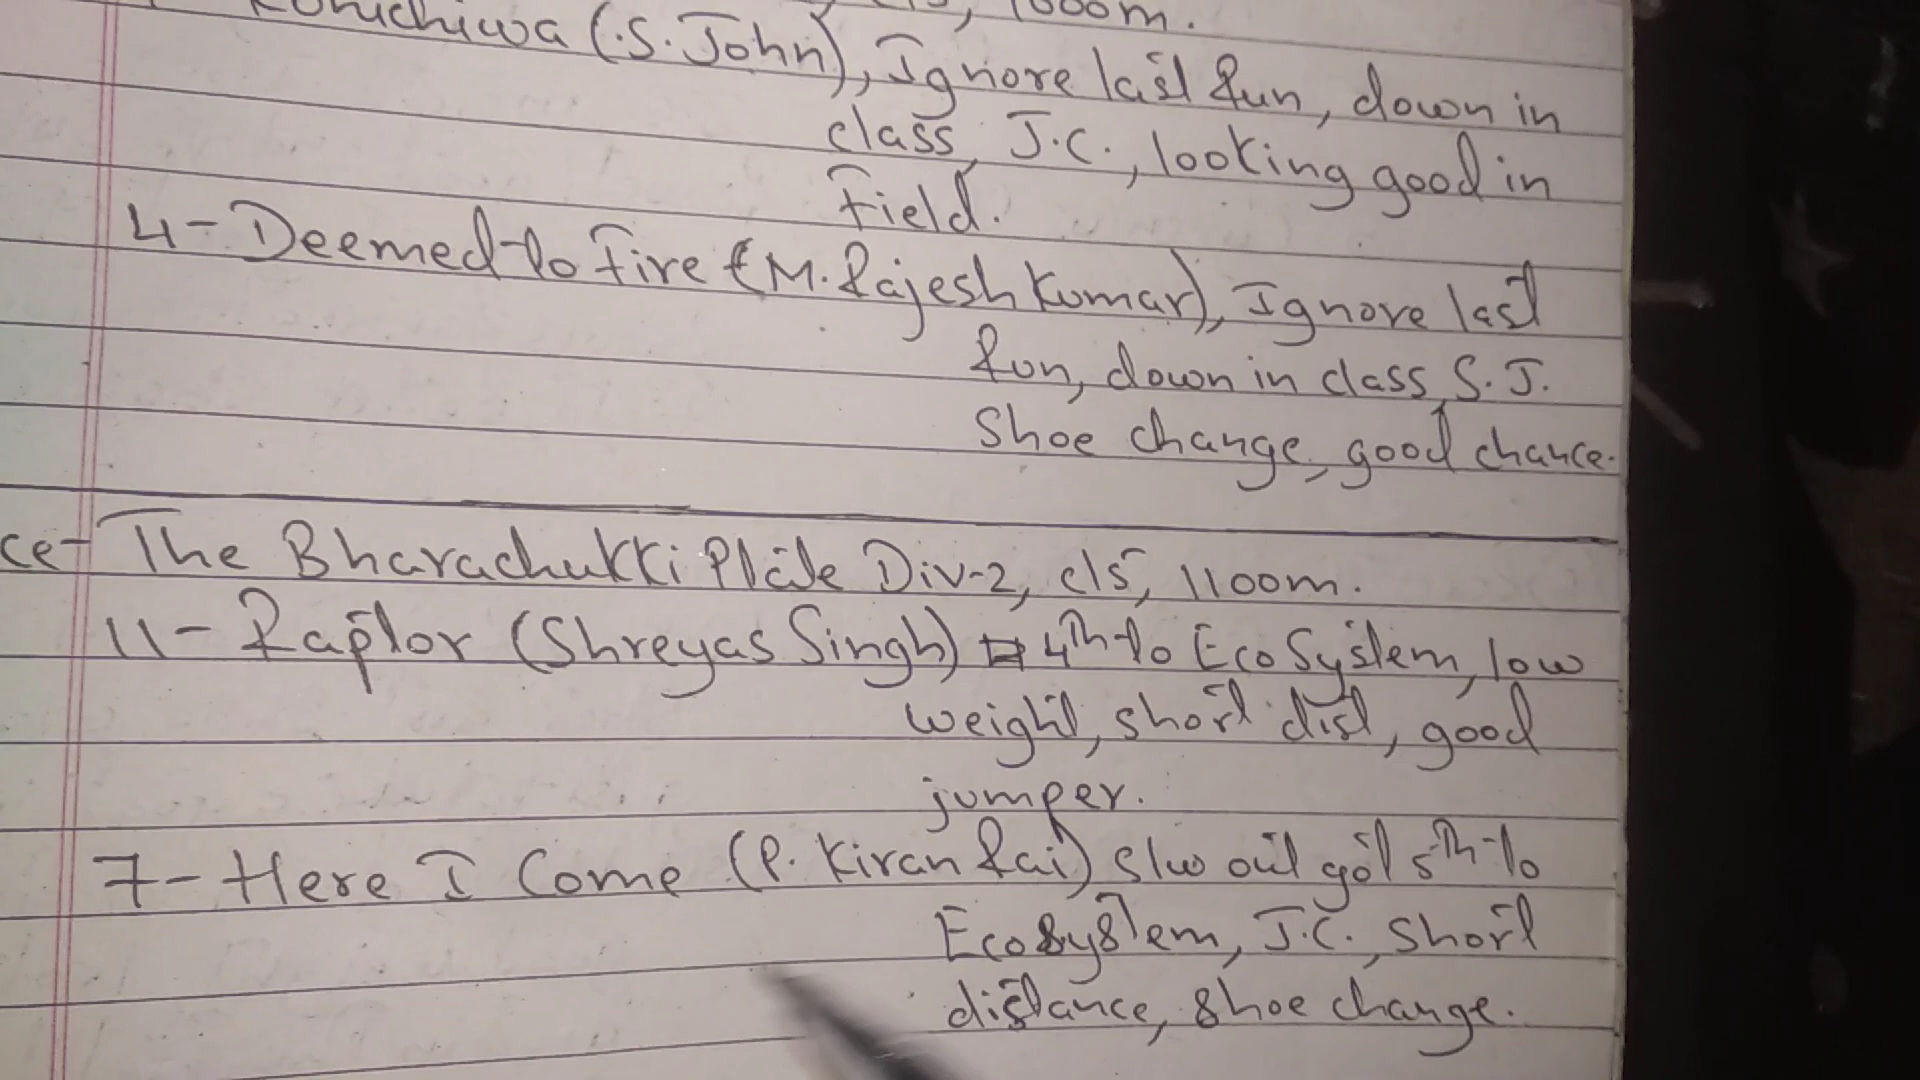 1000m.
Konichiwa (S. John), Ignore last Run, down in
class, J.C., looking good in
Field.
4- Deemed to Fire (M. Rajesh Kumar), Ignore last
Run, down in class, S.J.
Shoe change, good chance.
ce- The Bharachukki Plate Div-2, cl5, 1100m.
11- Raptor (Shreyas Singh) 4th to Eco System, low
weight, short dist, good
jumper.
7- Here I Come (P. Kiran Rai) Slw out got 5th to
Ecosystem, J.C., Short
distance, shoe change.